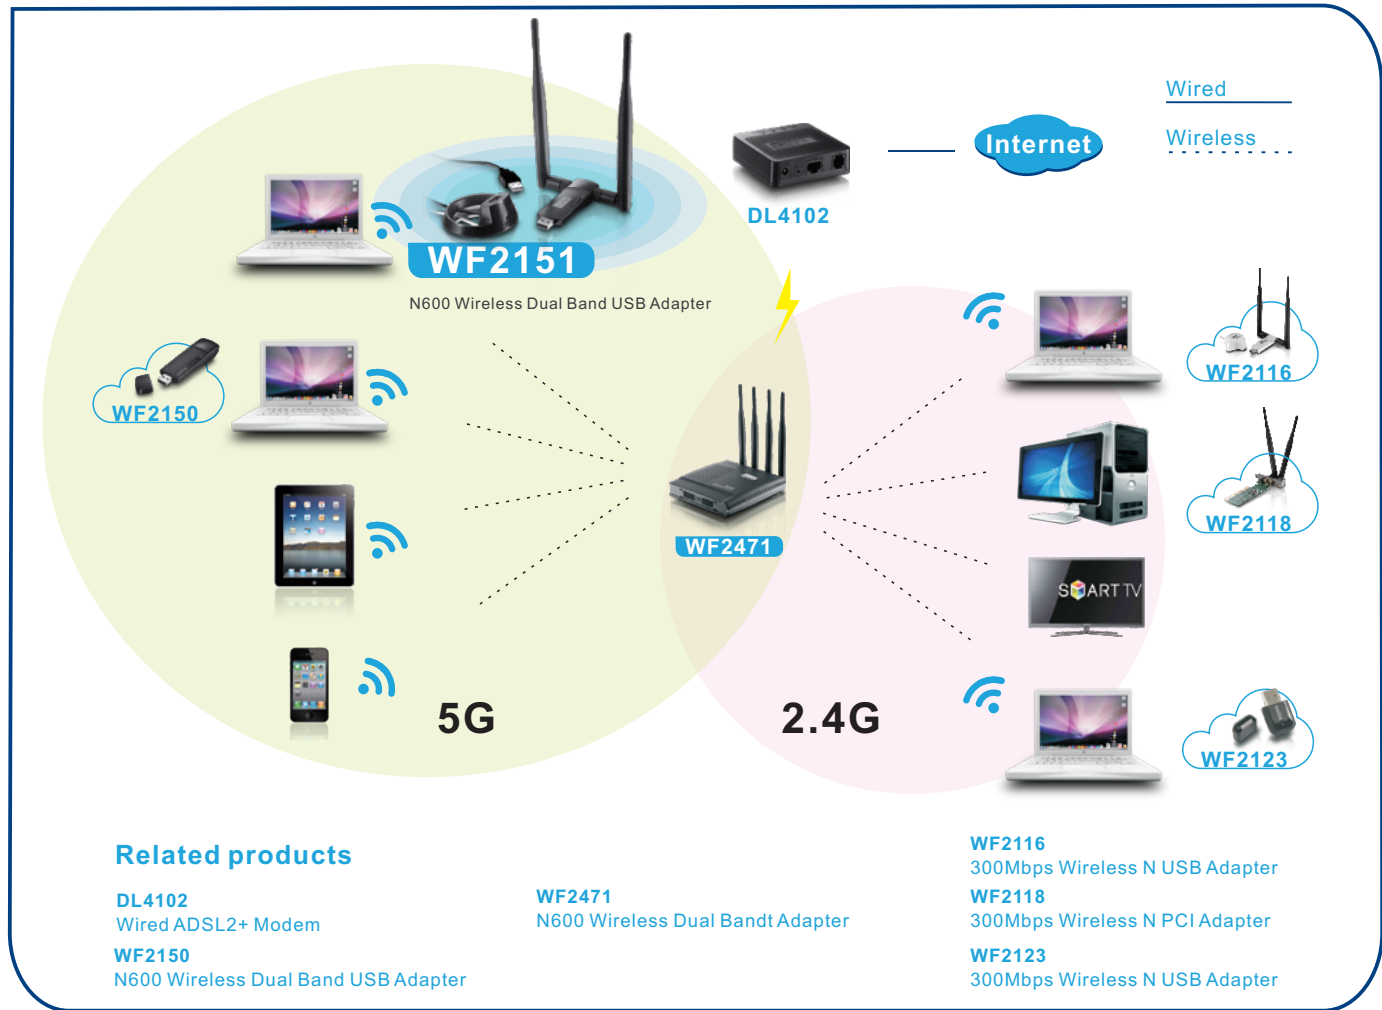 Wired
Internet
Wireless
DL4102
WF2151
N600 Wireless Dual Band USB Adapter
WF2116
WF2150
WF2118
WF2471
SMART TV
5G
2.4G
WF2123
Related products
DL4102
Wired ADSL2+ Modem
WF2150
N600 Wireless Dual Band USB Adapter
WF2471
N600 Wireless Dual Bandt Adapter
WF2116
300Mbps Wireless N USB Adapter
WF2118
300Mbps Wireless N PCI Adapter
WF2123
300Mbps Wireless N USB Adapter